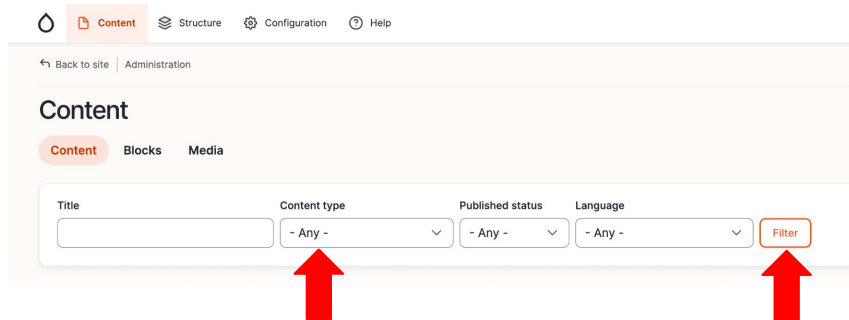 Content Structure Configuration Help
Back to site Administration
Content
Content Blocks Media
Title Content type Published status Language
- Any - - Any - - Any - Filter